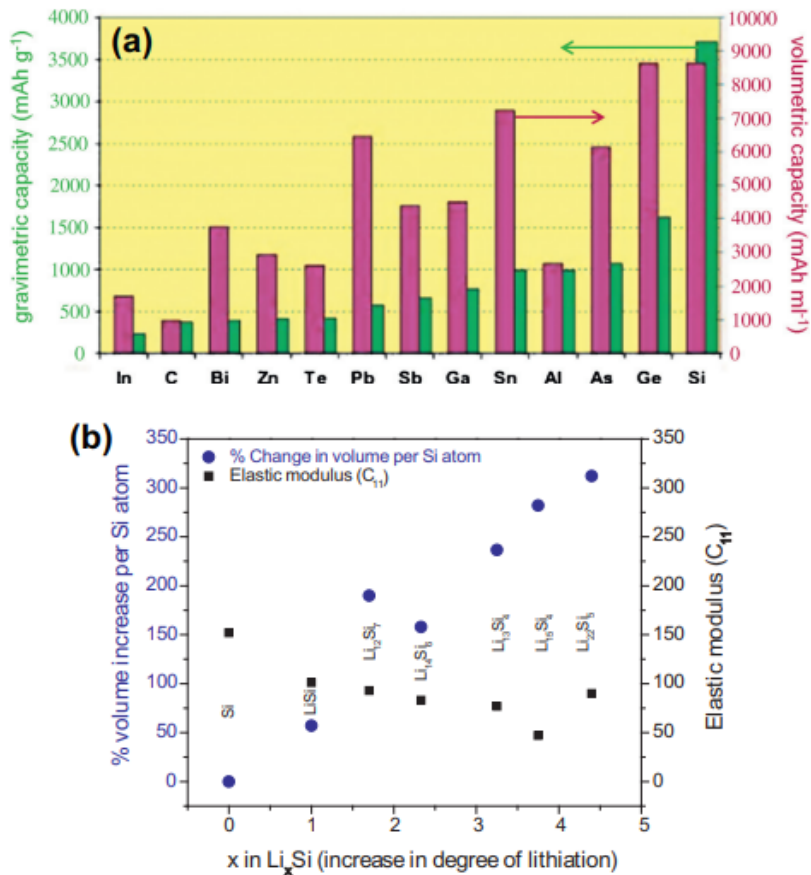 (a)
gravimetric capacity (mAh g⁻¹)
4000
3500
3000
2500
2000
1500
1000
500
0
10000
9000
8000
7000
6000
5000
4000
3000
2000
1000
0
volumetric capacity (mAh ml⁻¹)
In C Bi Zn Te Pb Sb Ga Sn Al As Ge Si
(b)
% Change in volume per Si atom
Elastic modulus (C₁₁)
% volume increase per Si atom
350
300
250
200
150
100
50
0
Si
LiSi
Li₁₂Si₇
Li₁₄Si₆
Li₁₃Si₄
Li₁₅Si₄
Li₂₂Si₅
350
300
250
200
150
100
50
0
Elastic modulus (C₁₁)
0 1 2 3 4 5
x in LiₓSi (increase in degree of lithiation)